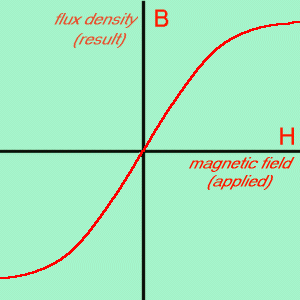 flux density
(result)
B
H
magnetic field
(applied)